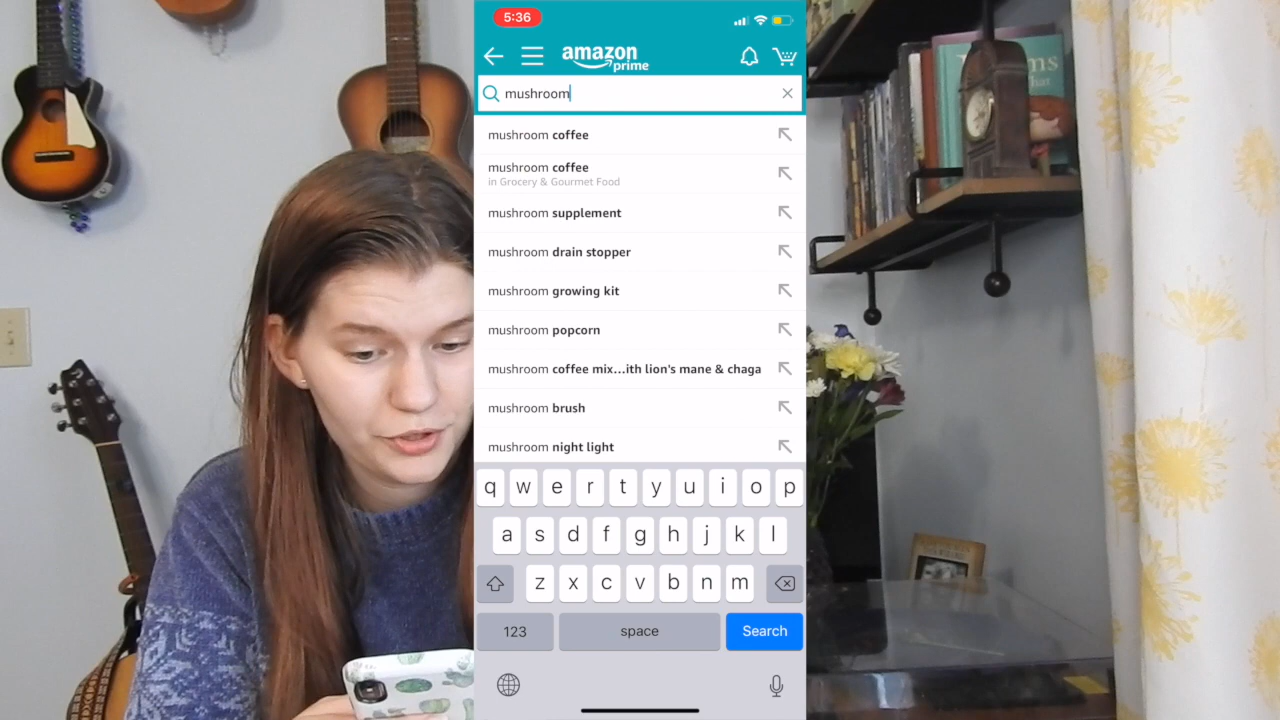 5:36
amazon
prime
mushroom
mushroom coffee
mushroom coffee
in Grocery & Gourmet Food
mushroom supplement
mushroom drain stopper
mushroom growing kit
mushroom popcorn
mushroom coffee mix...ith lion's mane & chaga
mushroom brush
mushroom night light
q w e r t y u i o p
a s d f g h j k l
z x c v b n m
123 space Search